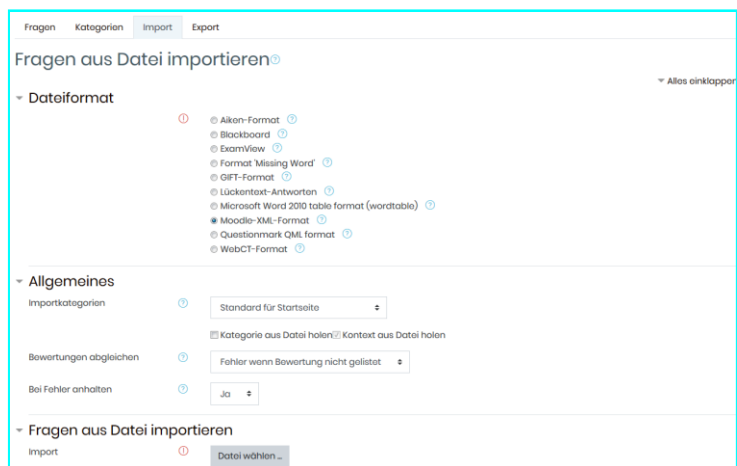 Fragen Kategorien Import Export
Fragen aus Datei importieren
Alles einklappen
Dateiformat
Aiken-Format
Blackboard
ExamView
Format 'Missing Word'
GIFT-Format
Lückentext-Antworten
Microsoft Word 2010 table format (wordtable)
Moodle-XML-Format
Questionmark QML format
WebCT-Format
Allgemeines
Importkategorien Standard für Startseite
Kategorie aus Datei holen Kontext aus Datei holen
Bewertungen abgleichen Fehler wenn Bewertung nicht gelistet
Bei Fehler anhalten Ja
Fragen aus Datei importieren
Import Datei wählen ...